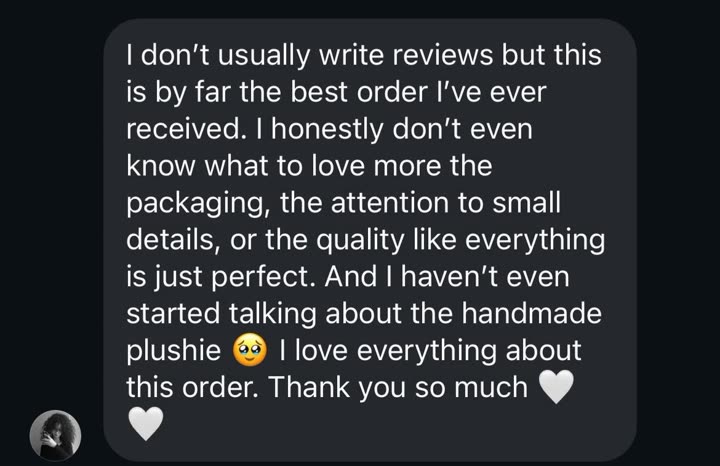 I don’t usually write reviews but this
is by far the best order I’ve ever
received. I honestly don’t even
know what to love more the
packaging, the attention to small
details, or the quality like everything
is just perfect. And I haven’t even
started talking about the handmade
plushie 🥹 I love everything about
this order. Thank you so much 🤍
🤍